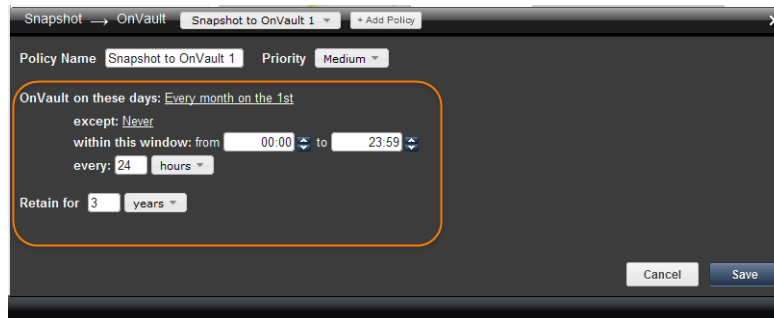 Snapshot → OnVault Snapshot to OnVault 1 + Add Policy
Policy Name Snapshot to OnVault 1 Priority Medium
OnVault on these days: Every month on the 1st
except: Never
within this window: from 00:00 to 23:59
every: 24 hours
Retain for 3 years
Cancel Save